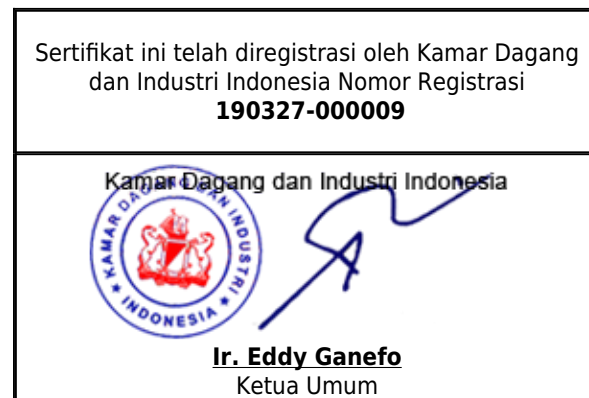 Sertifikat ini telah diregistrasi oleh Kamar Dagang
dan Industri Indonesia Nomor Registrasi
190327-000009
Kamar Dagang dan Industri Indonesia
KAMAR DAGANG DAN INDUSTRI
INDONESIA
Ir. Eddy Ganefo
Ketua Umum